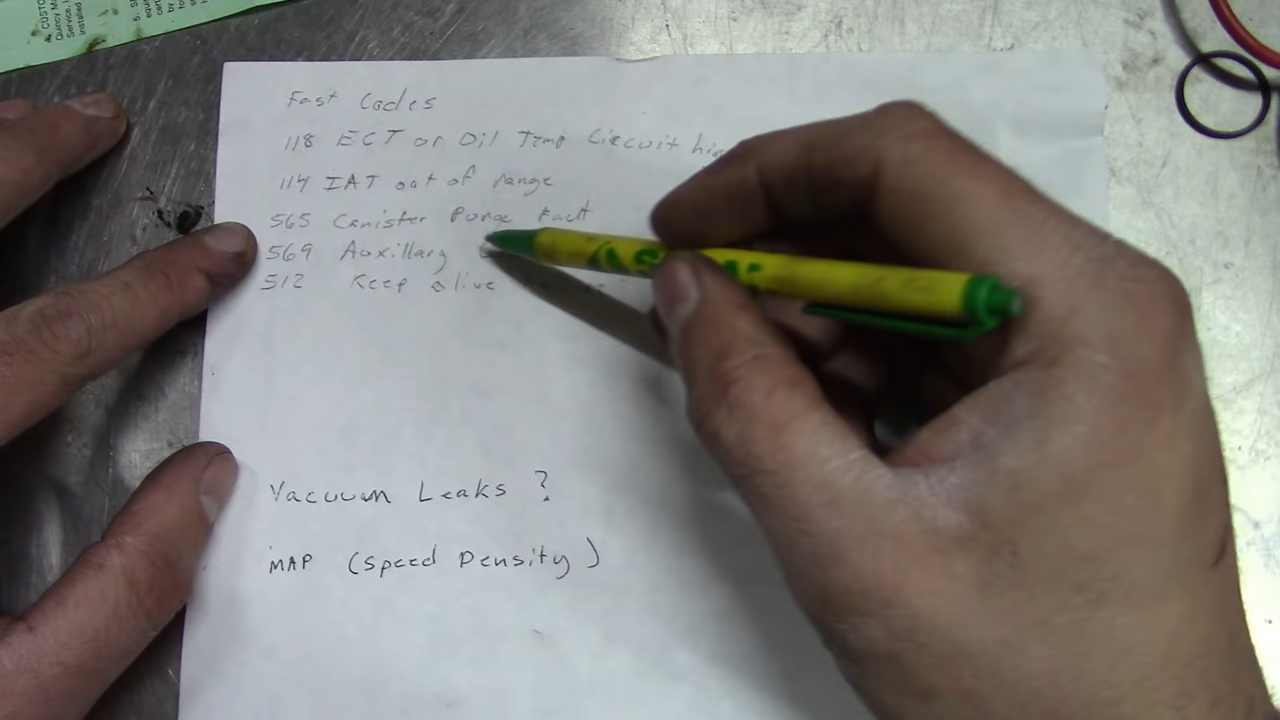 Fast Codes
118 ECT or Oil Temp Circuit
114 IAT out of range
565 Canister Purge Fault
569 Auxillary
512 Keep alive
Vacuum Leaks ?
MAP (Speed Density)